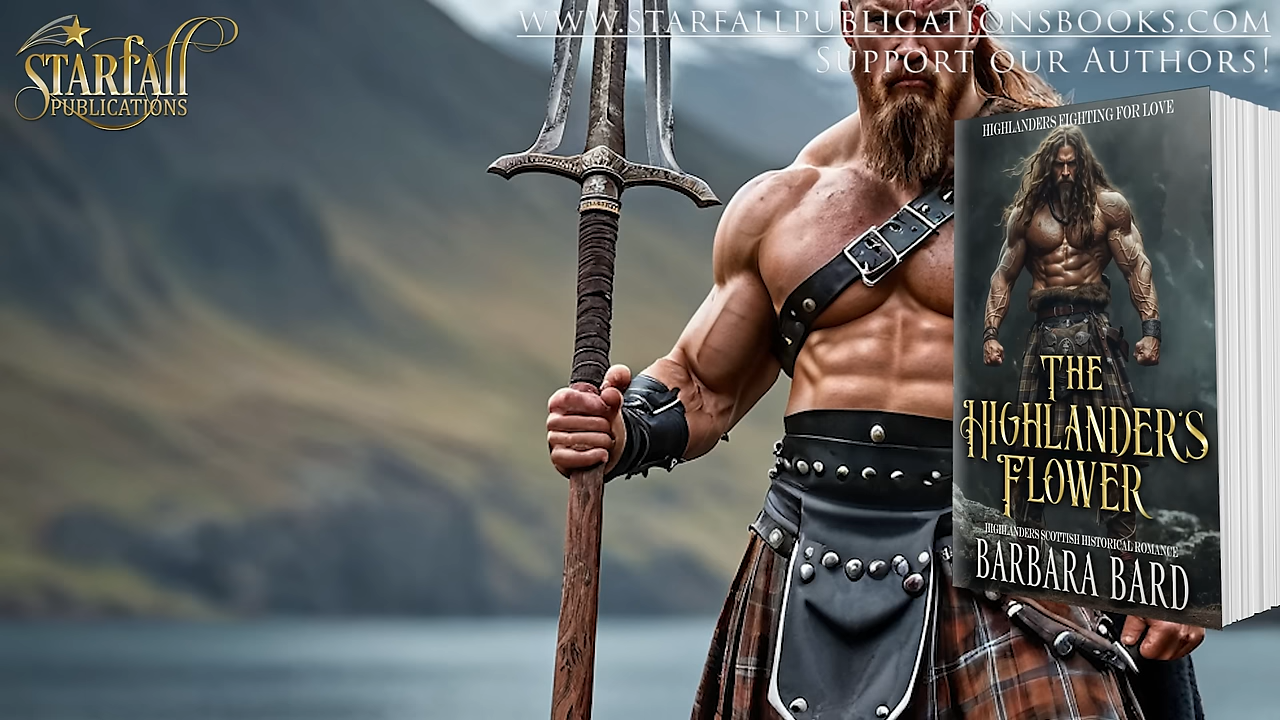 STARfall
PUBLICATIONS
www.starfallpublicationsbooks.com
Support our Authors!
HIGHLANDERS FIGHTING FOR LOVE
THE
HIGHLANDER'S
FLOWER
HIGHLANDERS SCOTTISH HISTORICAL ROMANCE
BARBARA BARD